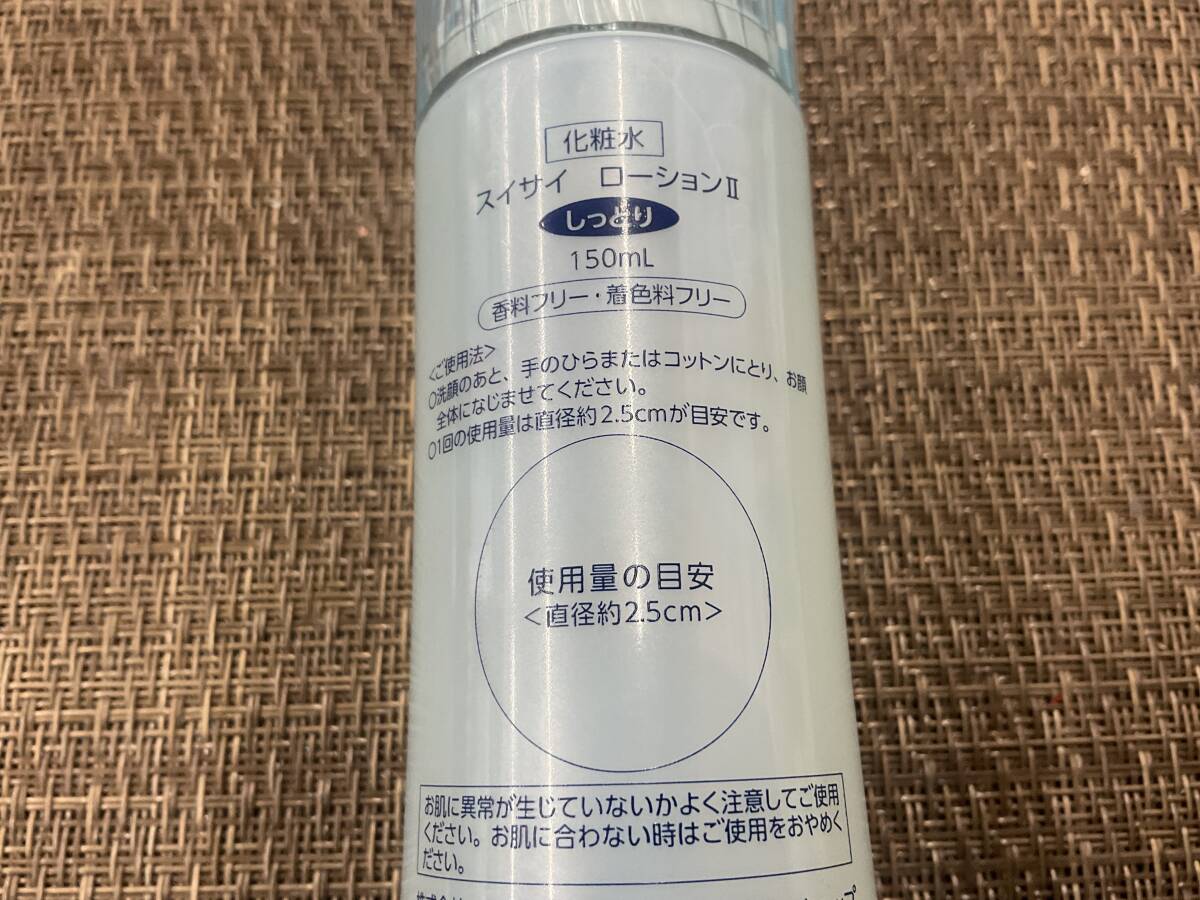 化粧水
スイサイ ローションⅡ
しっとり
150mL
香料フリー・着色料フリー
<ご使用法>
○洗顔のあと、手のひらまたはコットンにとり、お顔
全体になじませてください。
○1回の使用量は直径約2.5cmが目安です。
使用量の目安
<直径約2.5cm>
お肌に異常が生じていないかよく注意してご使用
ください。お肌に合わない時はご使用をおやめく
ださい。